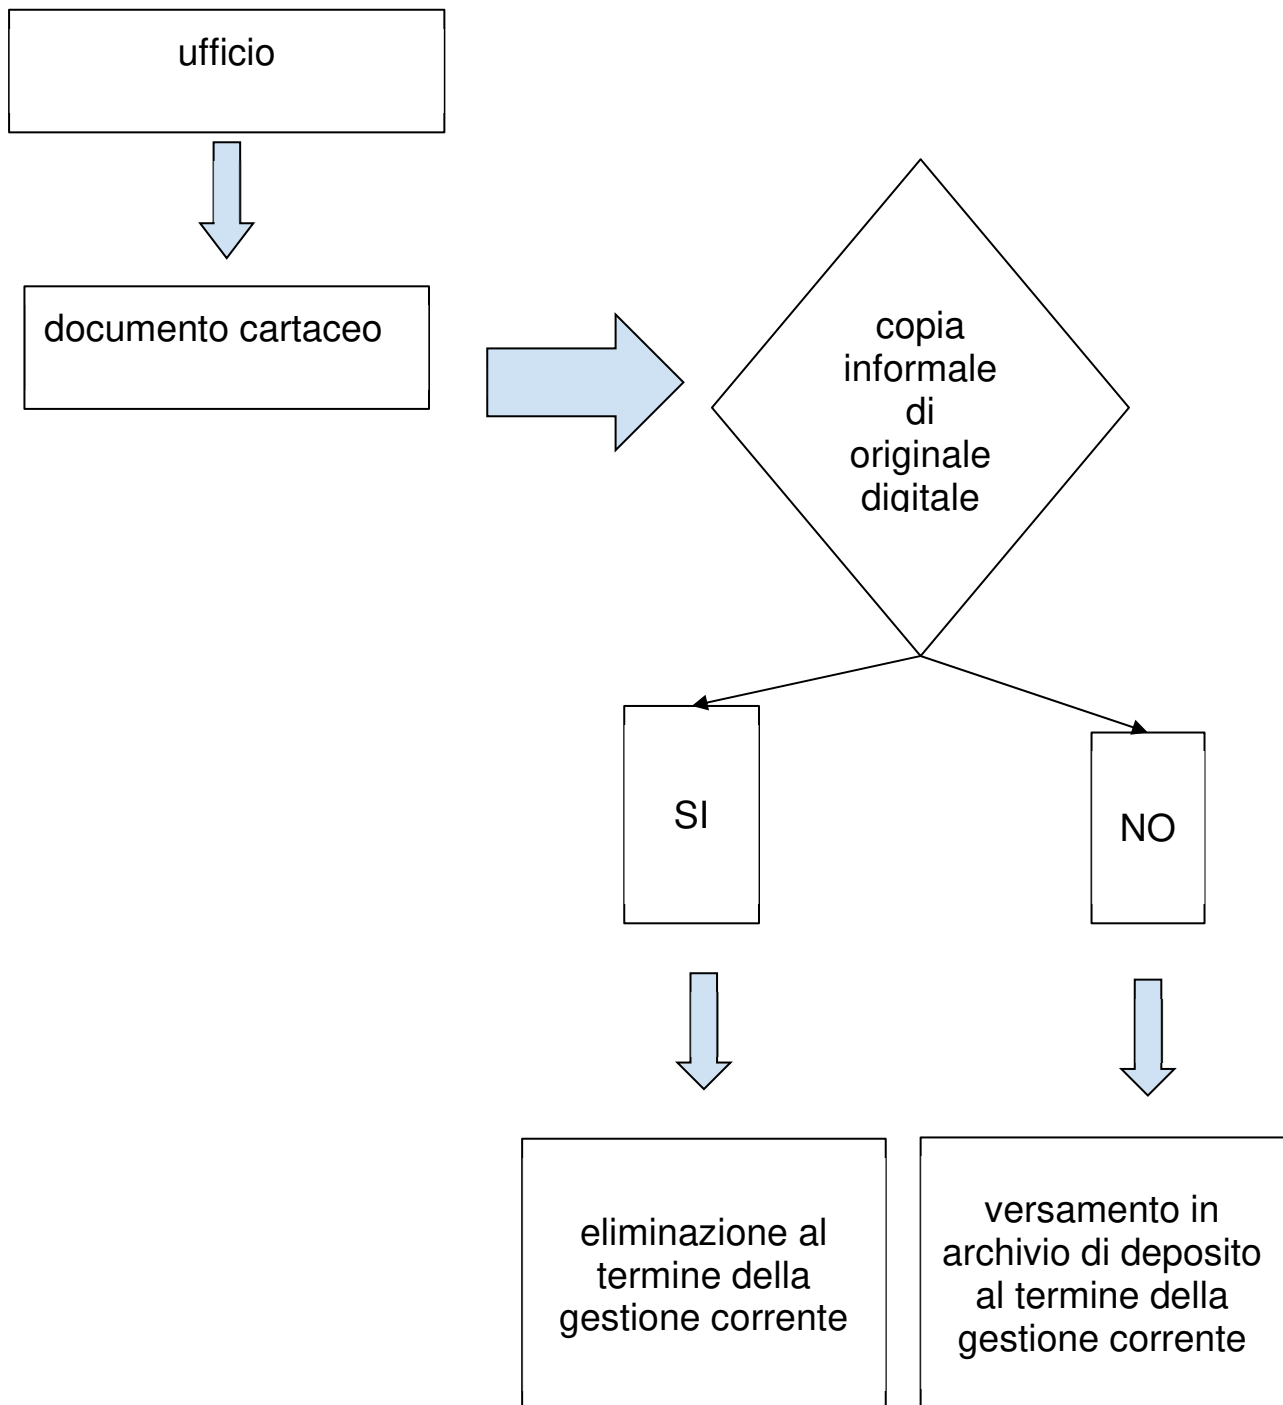 ufficio
documento cartaceo
copia
informale
di
originale
digitale
SI
NO
eliminazione al
termine della
gestione corrente
versamento in
archivio di deposito
al termine della
gestione corrente